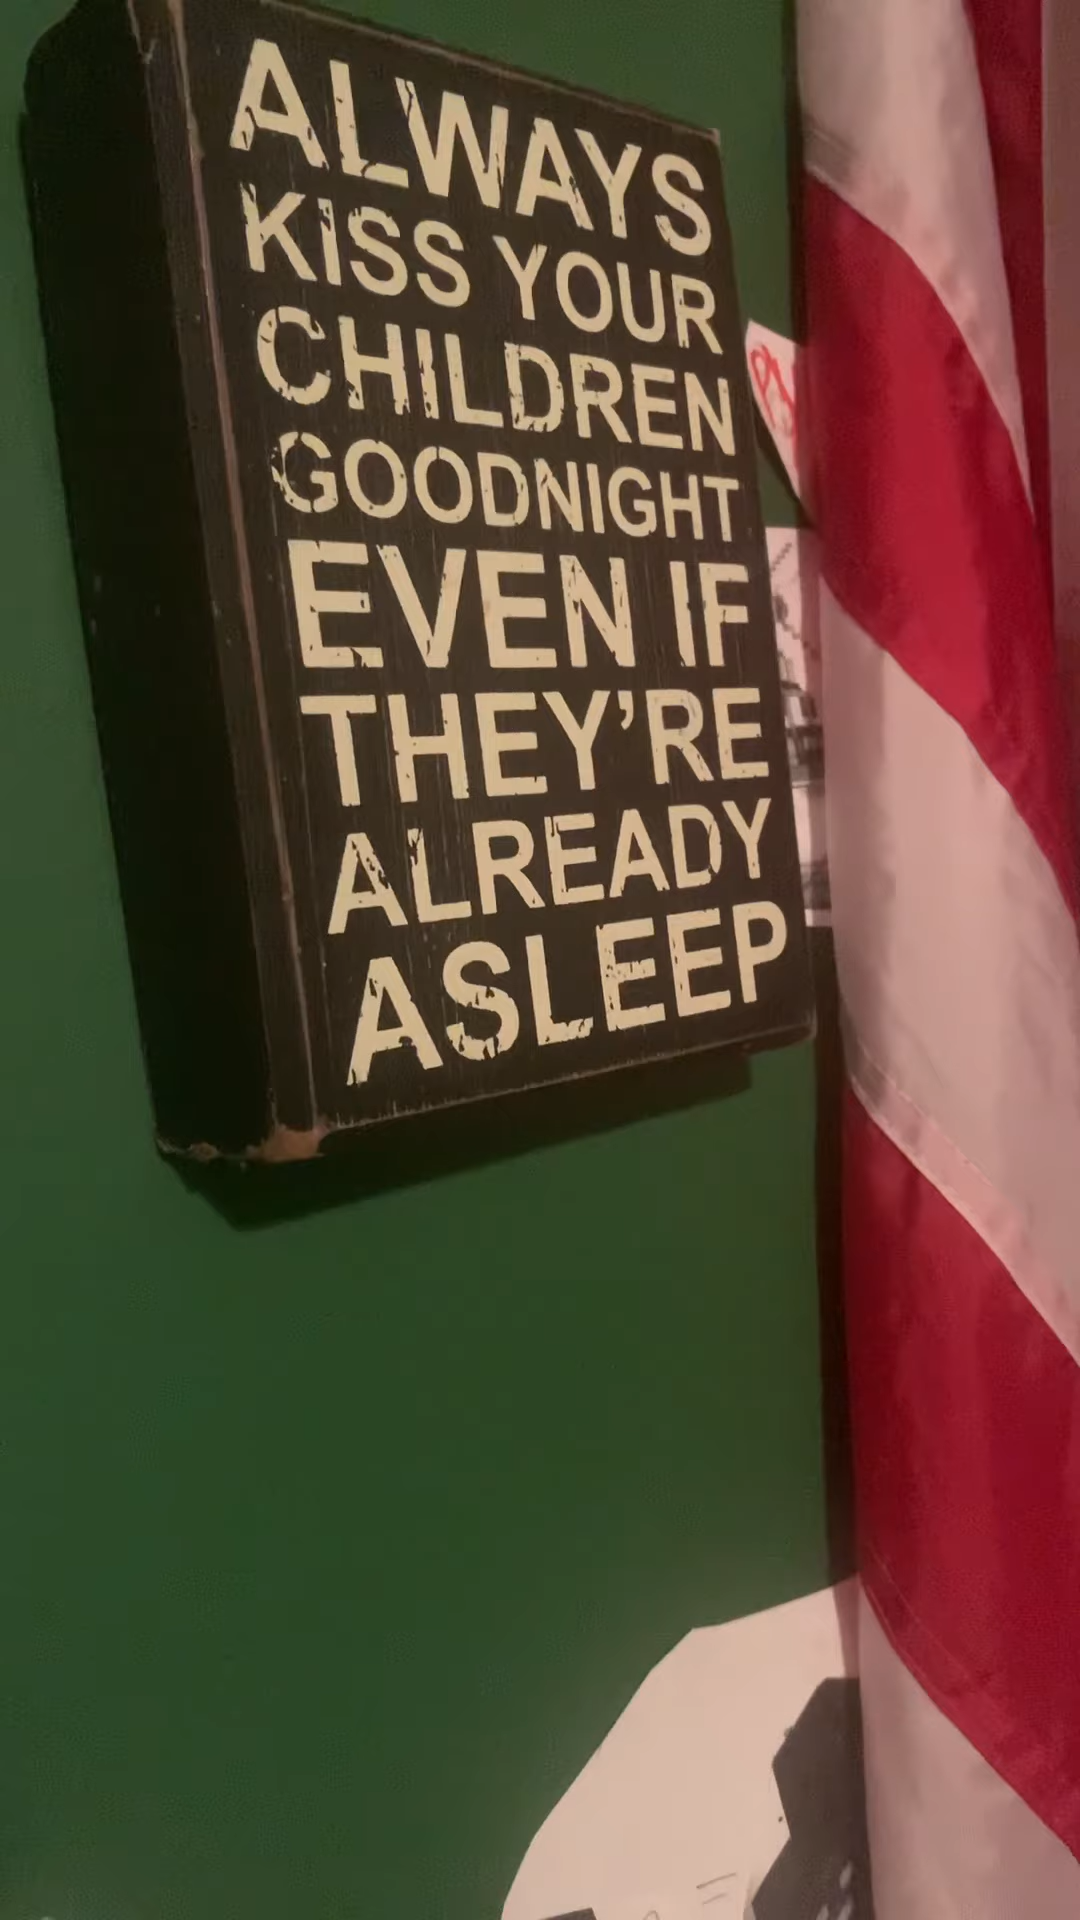 ALWAYS
KISS YOUR
CHILDREN
GOODNIGHT
EVEN IF
THEY'RE
ALREADY
ASLEEP